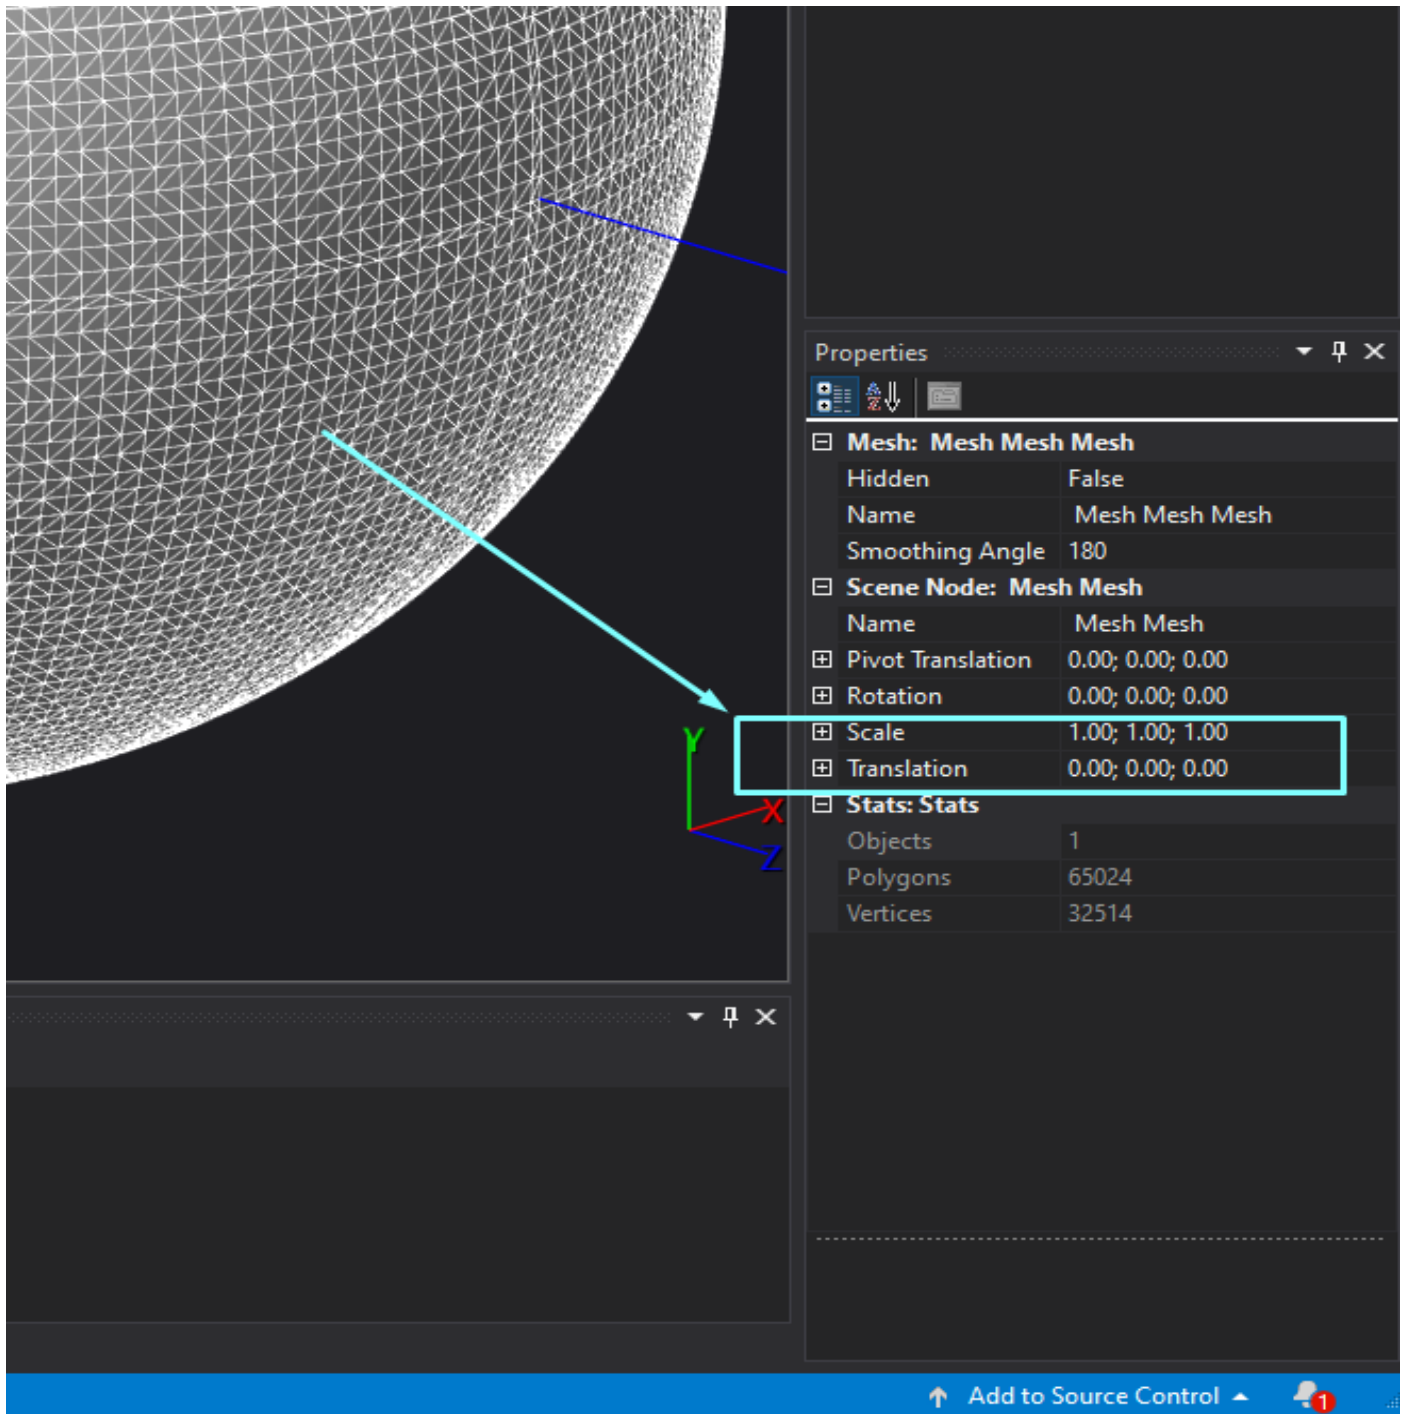 Properties
Mesh: Mesh Mesh Mesh
Hidden False
Name Mesh Mesh Mesh
Smoothing Angle 180
Scene Node: Mesh Mesh
Name Mesh Mesh
Pivot Translation 0.00; 0.00; 0.00
Rotation 0.00; 0.00; 0.00
Scale 1.00; 1.00; 1.00
Translation 0.00; 0.00; 0.00
Y
X
Z
Stats: Stats
Objects 1
Polygons 65024
Vertices 32514
Add to Source Control
1